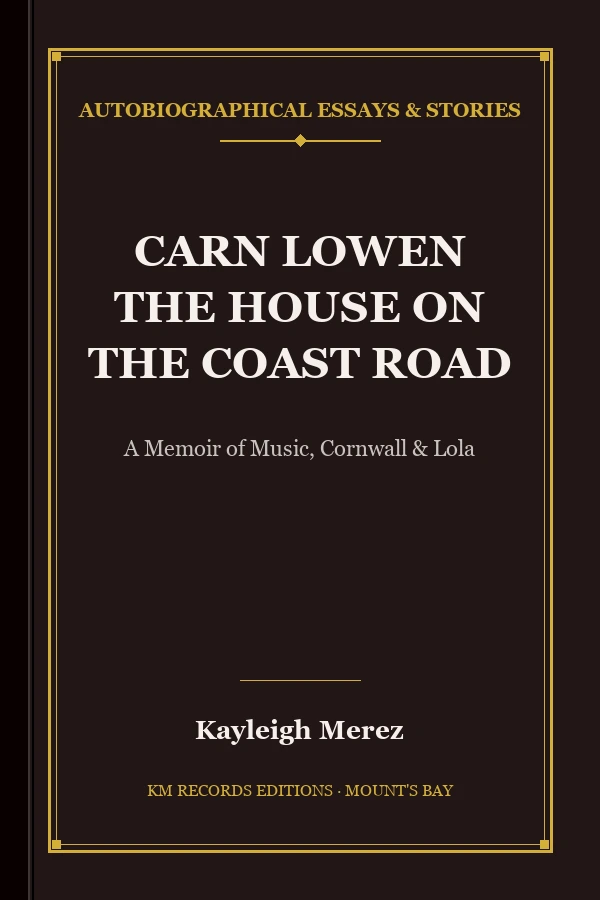 AUTOBIOGRAPHICAL ESSAYS & STORIES
CARN LOWEN
THE HOUSE ON
THE COAST ROAD
A Memoir of Music, Cornwall & Lola
Kayleigh Merez
KM RECORDS EDITIONS · MOUNT'S BAY